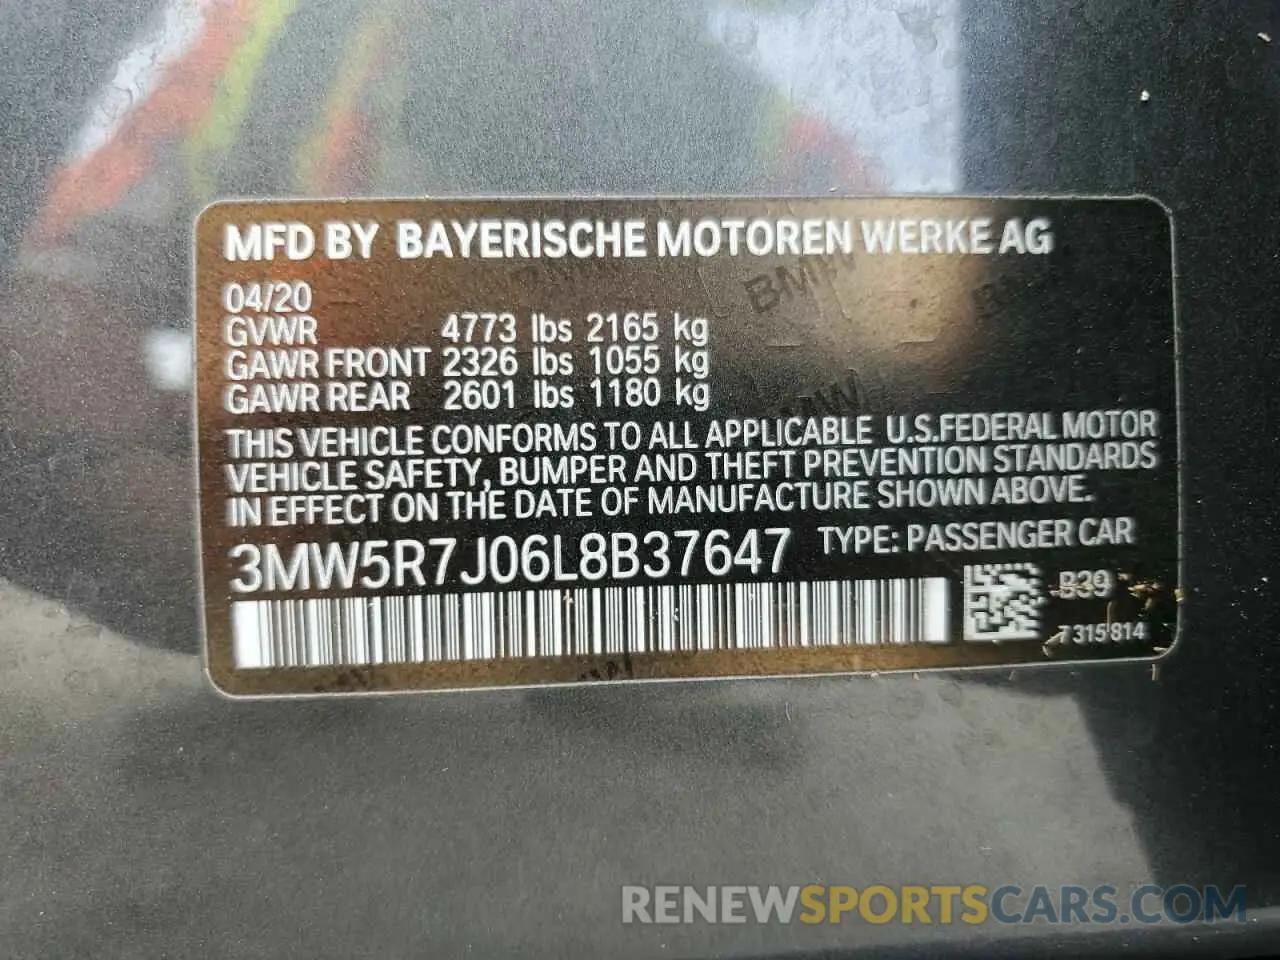 MFD BY BAYERISCHE MOTOREN WERKE AG
04/20
GVWR 4773 lbs 2165 kg
GAWR FRONT 2326 lbs 1055 kg
GAWR REAR 2601 lbs 1180 kg
THIS VEHICLE CONFORMS TO ALL APPLICABLE U.S.FEDERAL MOTOR
VEHICLE SAFETY, BUMPER AND THEFT PREVENTION STANDARDS
IN EFFECT ON THE DATE OF MANUFACTURE SHOWN ABOVE.
3MW5R7J06L8B37647 TYPE: PASSENGER CAR
B39
7 315 814
RENEWSPORTSCARS.COM